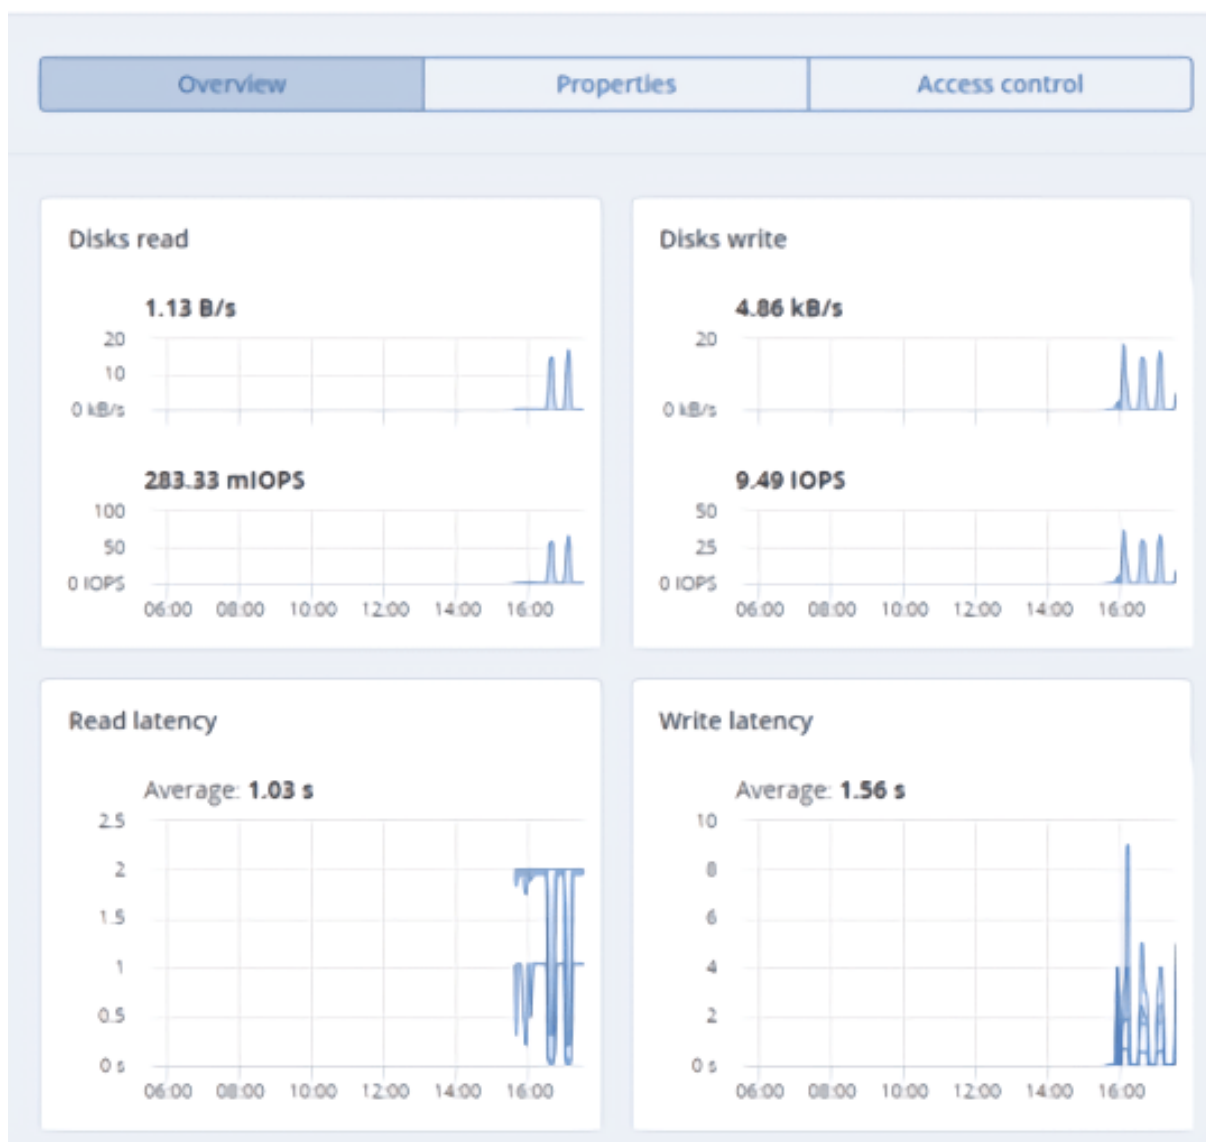 Overview Properties Access control
Disks read
1.13 B/s
20
10
0 kB/s
283.33 mIOPS
100
50
0 IOPS
06:00 08:00 10:00 12:00 14:00 16:00
Disks write
4.86 kB/s
20
0 kB/s
9.49 IOPS
50
25
0 IOPS
06:00 08:00 10:00 12:00 14:00 16:00
Read latency
Average: 1.03 s
2.5
2
1.5
1
0.5
0 s
06:00 08:00 10:00 12:00 14:00 16:00
Write latency
Average: 1.56 s
10
8
6
4
2
0 s
06:00 08:00 10:00 12:00 14:00 16:00